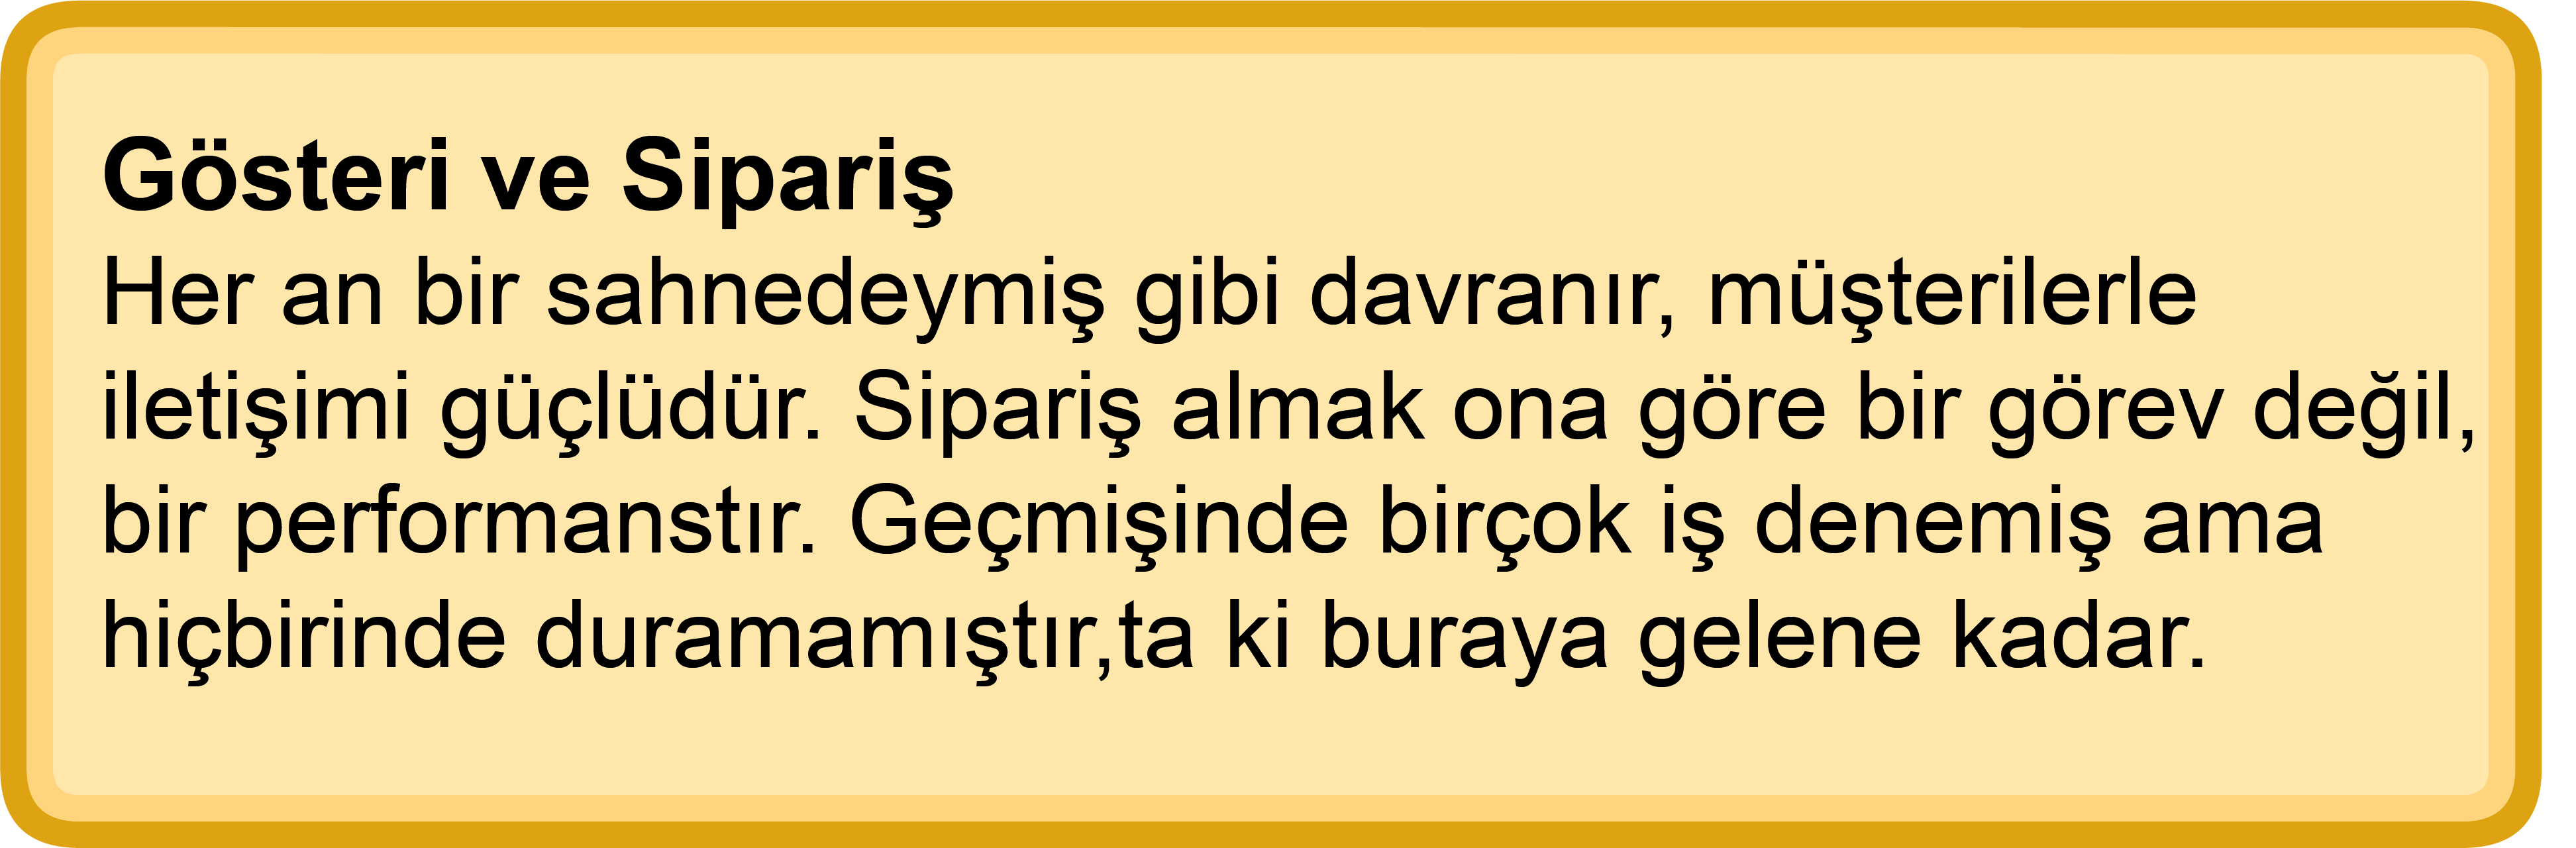 Gösteri ve Sipariş
Her an bir sahnedeymiş gibi davranır, müşterilerle
iletişimi güçlüdür. Sipariş almak ona göre bir görev değil,
bir performanstır. Geçmişinde birçok iş denemiş ama
hiçbirinde duramamıştır,ta ki buraya gelene kadar.